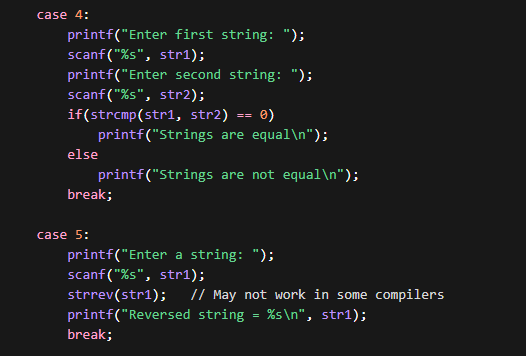 case 4:
    printf("Enter first string: ");
    scanf("%s", str1);
    printf("Enter second string: ");
    scanf("%s", str2);
    if(strcmp(str1, str2) == 0)
        printf("Strings are equal\n");
    else
        printf("Strings are not equal\n");
    break;

case 5:
    printf("Enter a string: ");
    scanf("%s", str1);
    strrev(str1);   // May not work in some compilers
    printf("Reversed string = %s\n", str1);
    break;